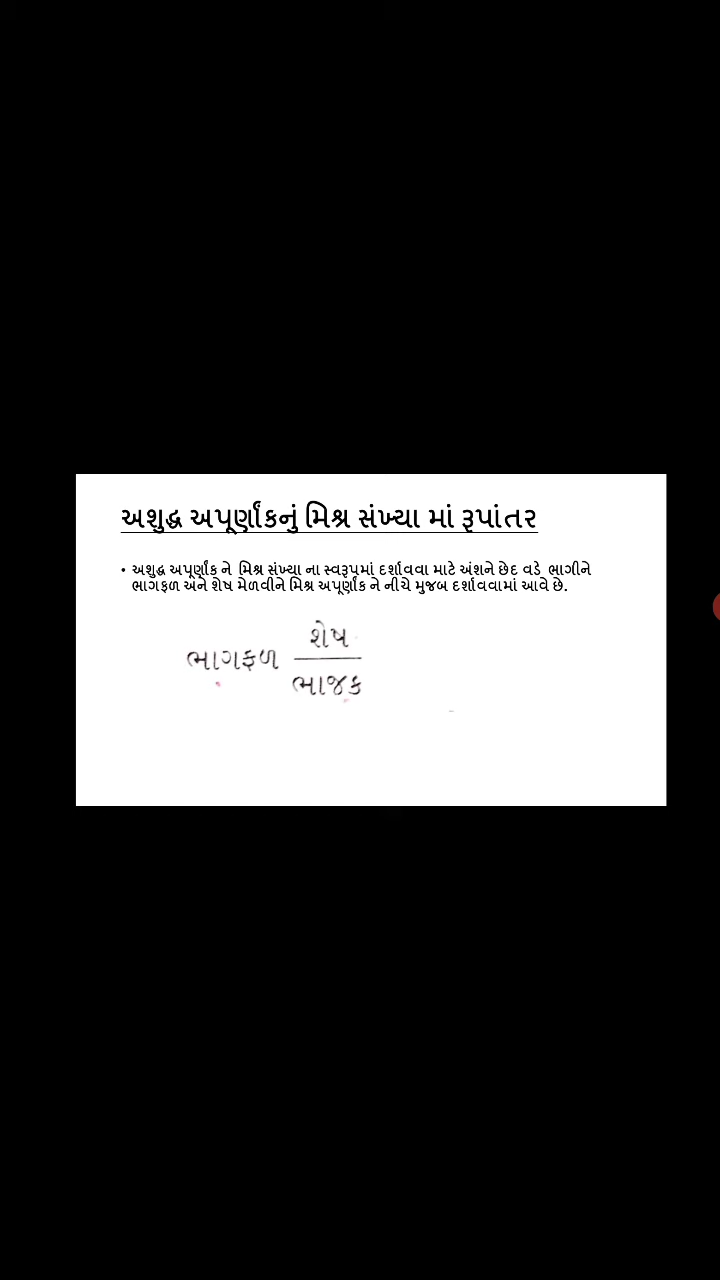 અશુદ્ધ અપૂર્ણાંકનું મિશ્ર સંખ્યા માં રૂપાંતર
• અશુદ્ધ અપૂર્ણાંક ને  મિશ્ર સંખ્યા ના સ્વરૂપમાં દર્શાવવા માટે અંશને છેદ વડે  ભાગીને
ભાગફળ અને શેષ મેળવીને મિશ્ર અપૂર્ણાંક ને નીચે મુજબ દર્શાવવામાં આવે છે.
શેષ
ભાગફળ
ભાજક